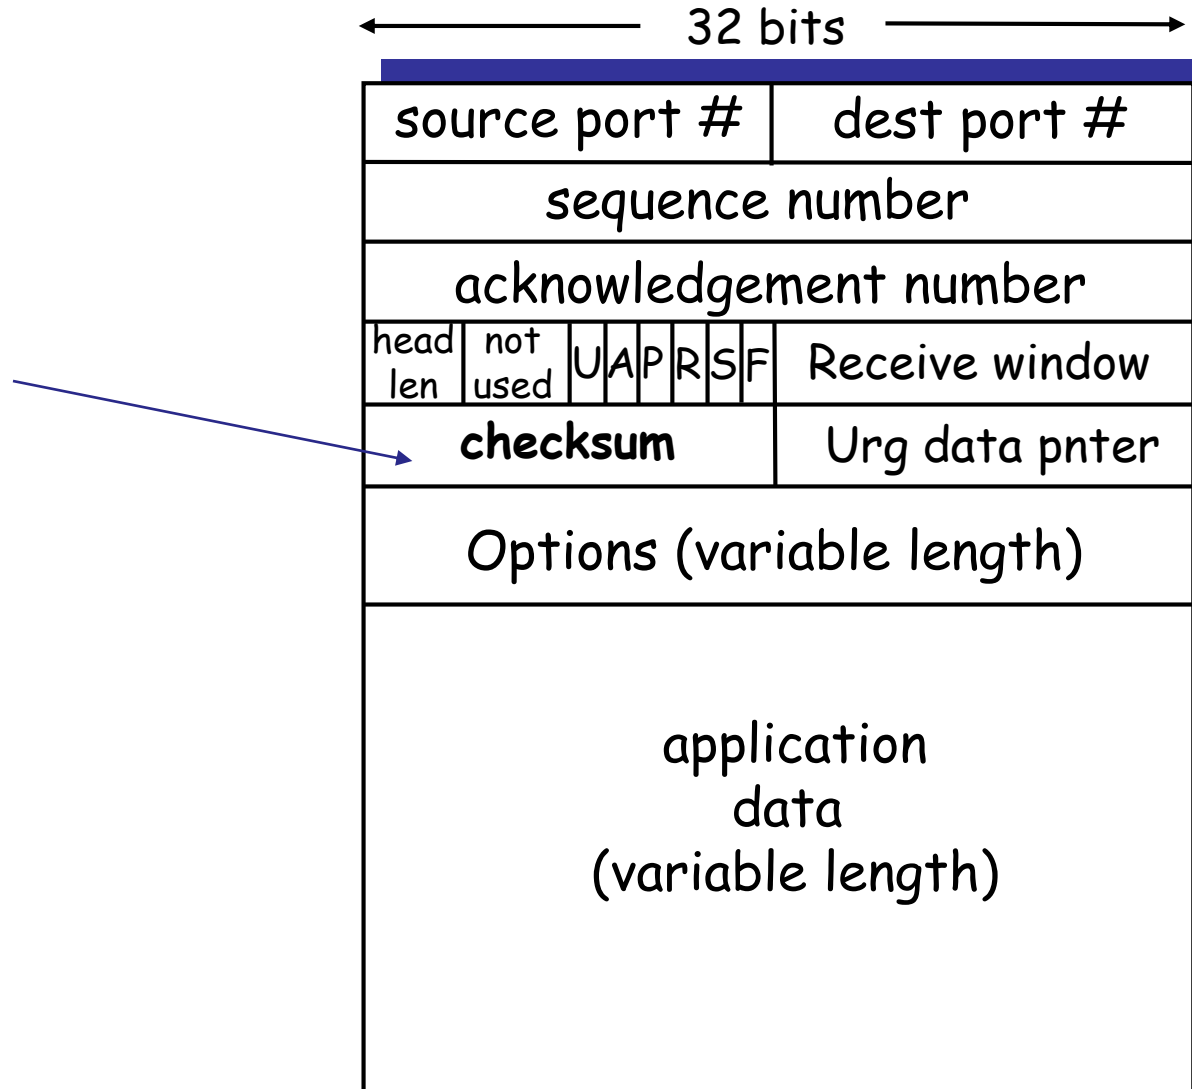 32 bits
source port # dest port #
sequence number
acknowledgement number
head not U A P R S F Receive window
len used
checksum Urg data pnter
Options (variable length)
application
data
(variable length)